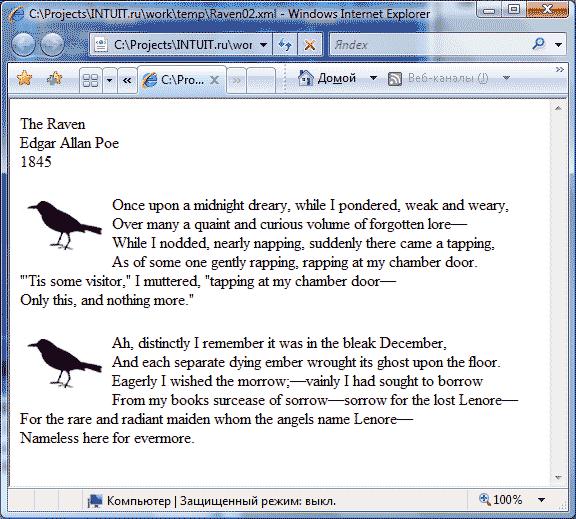 C:\Projects\INTUIT.ru\work\temp\Raven02.xml - Windows Internet Explorer
C:\Projects\INTUIT.ru\wor
Яndex
C:\Pro...
Домой
Веб-каналы (J)
The Raven
Edgar Allan Poe
1845
Once upon a midnight dreary, while I pondered, weak and weary,
Over many a quaint and curious volume of forgotten lore—
While I nodded, nearly napping, suddenly there came a tapping,
As of some one gently rapping, rapping at my chamber door.
"'Tis some visitor," I muttered, "tapping at my chamber door—
Only this, and nothing more."
Ah, distinctly I remember it was in the bleak December,
And each separate dying ember wrought its ghost upon the floor.
Eagerly I wished the morrow;—vainly I had sought to borrow
From my books surcease of sorrow—sorrow for the lost Lenore—
For the rare and radiant maiden whom the angels name Lenore—
Nameless here for evermore.
Компьютер | Защищенный режим: выкл.
100%